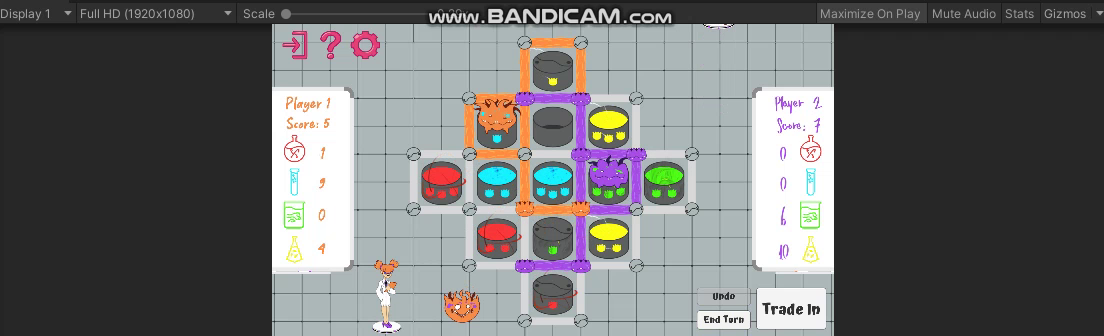 Display 1
Full HD (1920x1080)
Scale
www.BANDICAM.com
Maximize On Play
Mute Audio
Stats
Gizmos
?
Player 1
Score: 5
1
9
0
4
Player 2
Score: 7
0
0
6
10
Undo
End Turn
Trade In